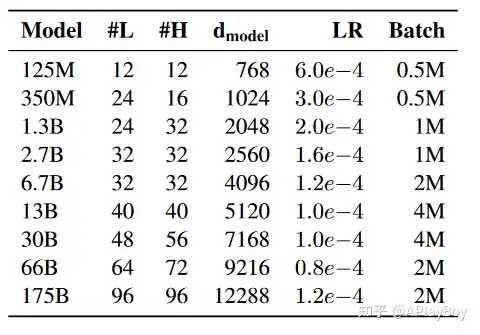 Model #L #H d_model LR Batch
125M 12 12 768 6.0e−4 0.5M
350M 24 16 1024 3.0e−4 0.5M
1.3B 24 32 2048 2.0e−4 1M
2.7B 32 32 2560 1.6e−4 1M
6.7B 32 32 4096 1.2e−4 2M
13B 40 40 5120 1.0e−4 4M
30B 48 56 7168 1.0e−4 4M
66B 64 72 9216 0.8e−4 2M
175B 96 96 12288 1.2e−4 2M
知乎 @APlayBoy